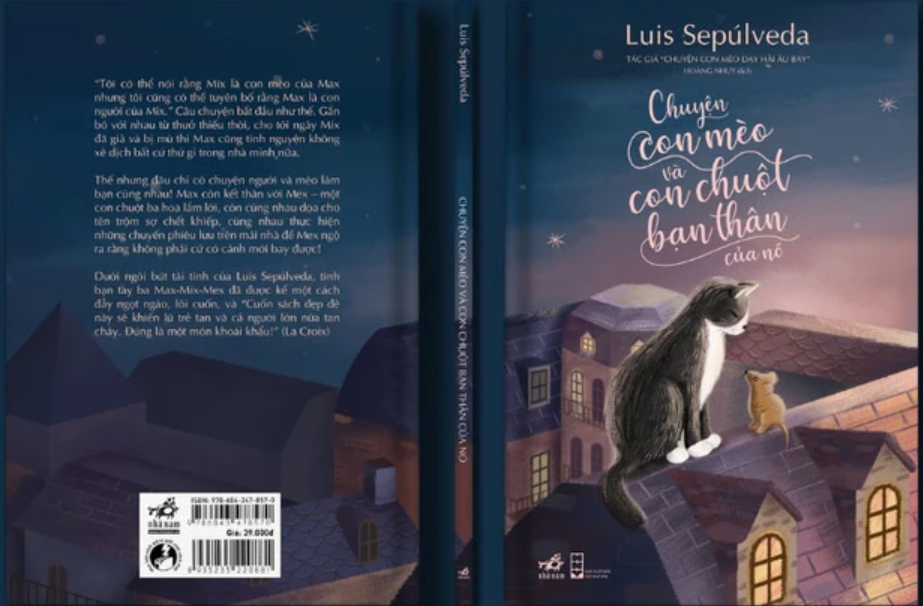 "Tôi có thể nói rằng Mix là con mèo của Max
nhưng tôi cũng có thể tuyên bố rằng Max là con
người của Mix." Câu chuyện bắt đầu như thế. Gắn
bó với nhau từ thuở thiếu thời, cho tới ngày Mix
đã già và bị mù thì Max cũng tình nguyện không
xê dịch bất cứ thứ gì trong nhà mình nữa.
Thế nhưng đâu chỉ có chuyện người và mèo làm
bạn cùng nhau! Max còn kết thân với Mex – một
con chuột ba hoa lắm lời, còn cùng nhau dọa cho
tên trộm sợ chết khiếp, cùng nhau thực hiện
những chuyến phiêu lưu trên mái nhà để Mex ngộ
ra rằng không phải cứ có cánh mới bay được!
Dưới ngòi bút tài tình của Luis Sepúlveda, tình
bạn tay ba Max-Mix-Mex đã được kể một cách
đầy ngọt ngào, lôi cuốn, và "Cuốn sách đẹp đẽ
này sẽ khiến lũ trẻ tan và cả người lớn nữa tan
chảy. Đúng là một món khoái khẩu!" (La Croix)
nhã nam
ISBN: 978-604-347-857-0
9 786043 478570
Giá: 39.000đ
8 935235 220881
Luis Sepúlveda
CHUYỆN CON MÈO VÀ CON CHUỘT BẠN THÂN CỦA NÓ
Luis Sepúlveda
TÁC GIẢ "CHUYỆN CON MÈO DẠY HẢI ÂU BAY"
HOÀNG NHỤY dịch
Chuyện
con mèo
và
con chuột
bạn thân
của nó
nhã nam